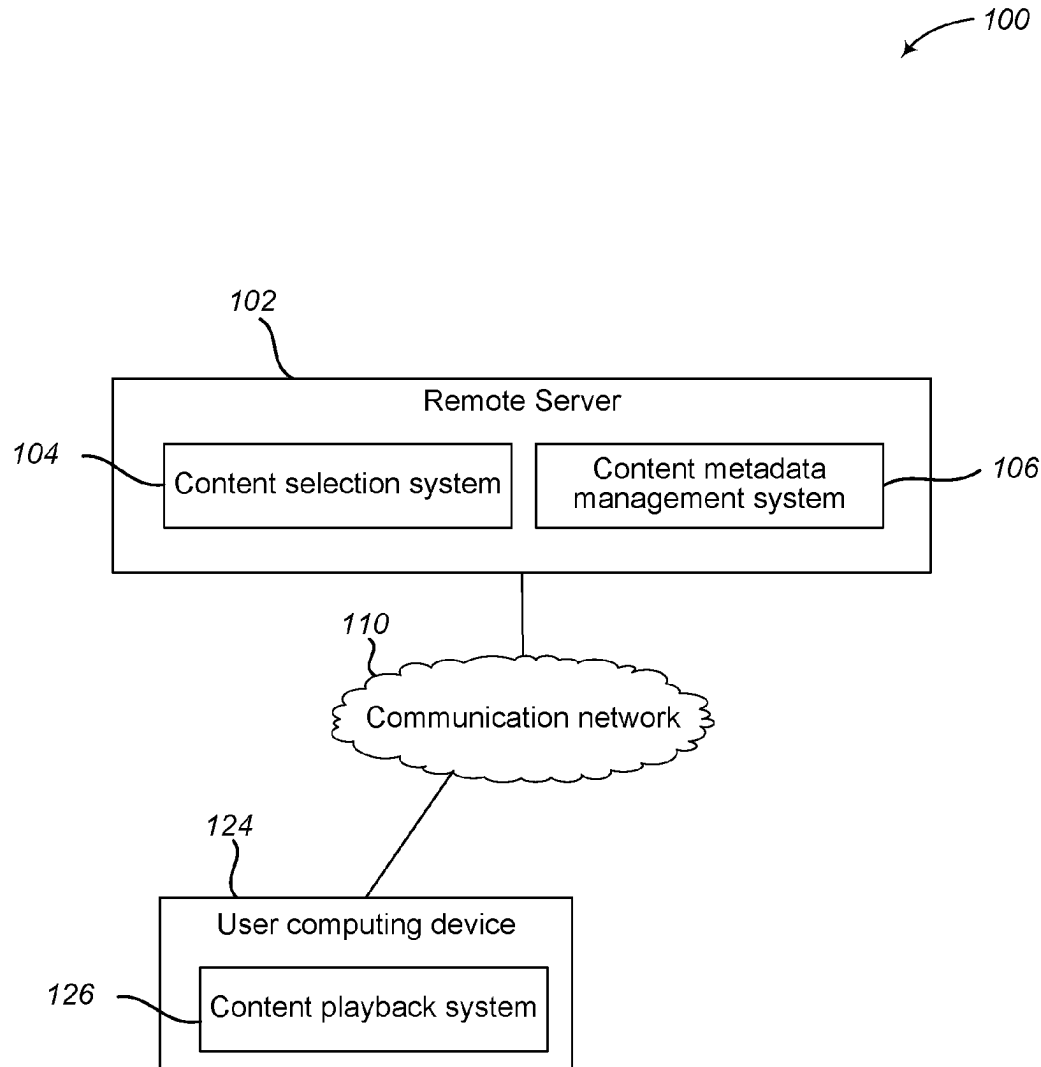 100
102
Remote Server
104
Content selection system
Content metadata
management system
106
110
Communication network
124
User computing device
126
Content playback system